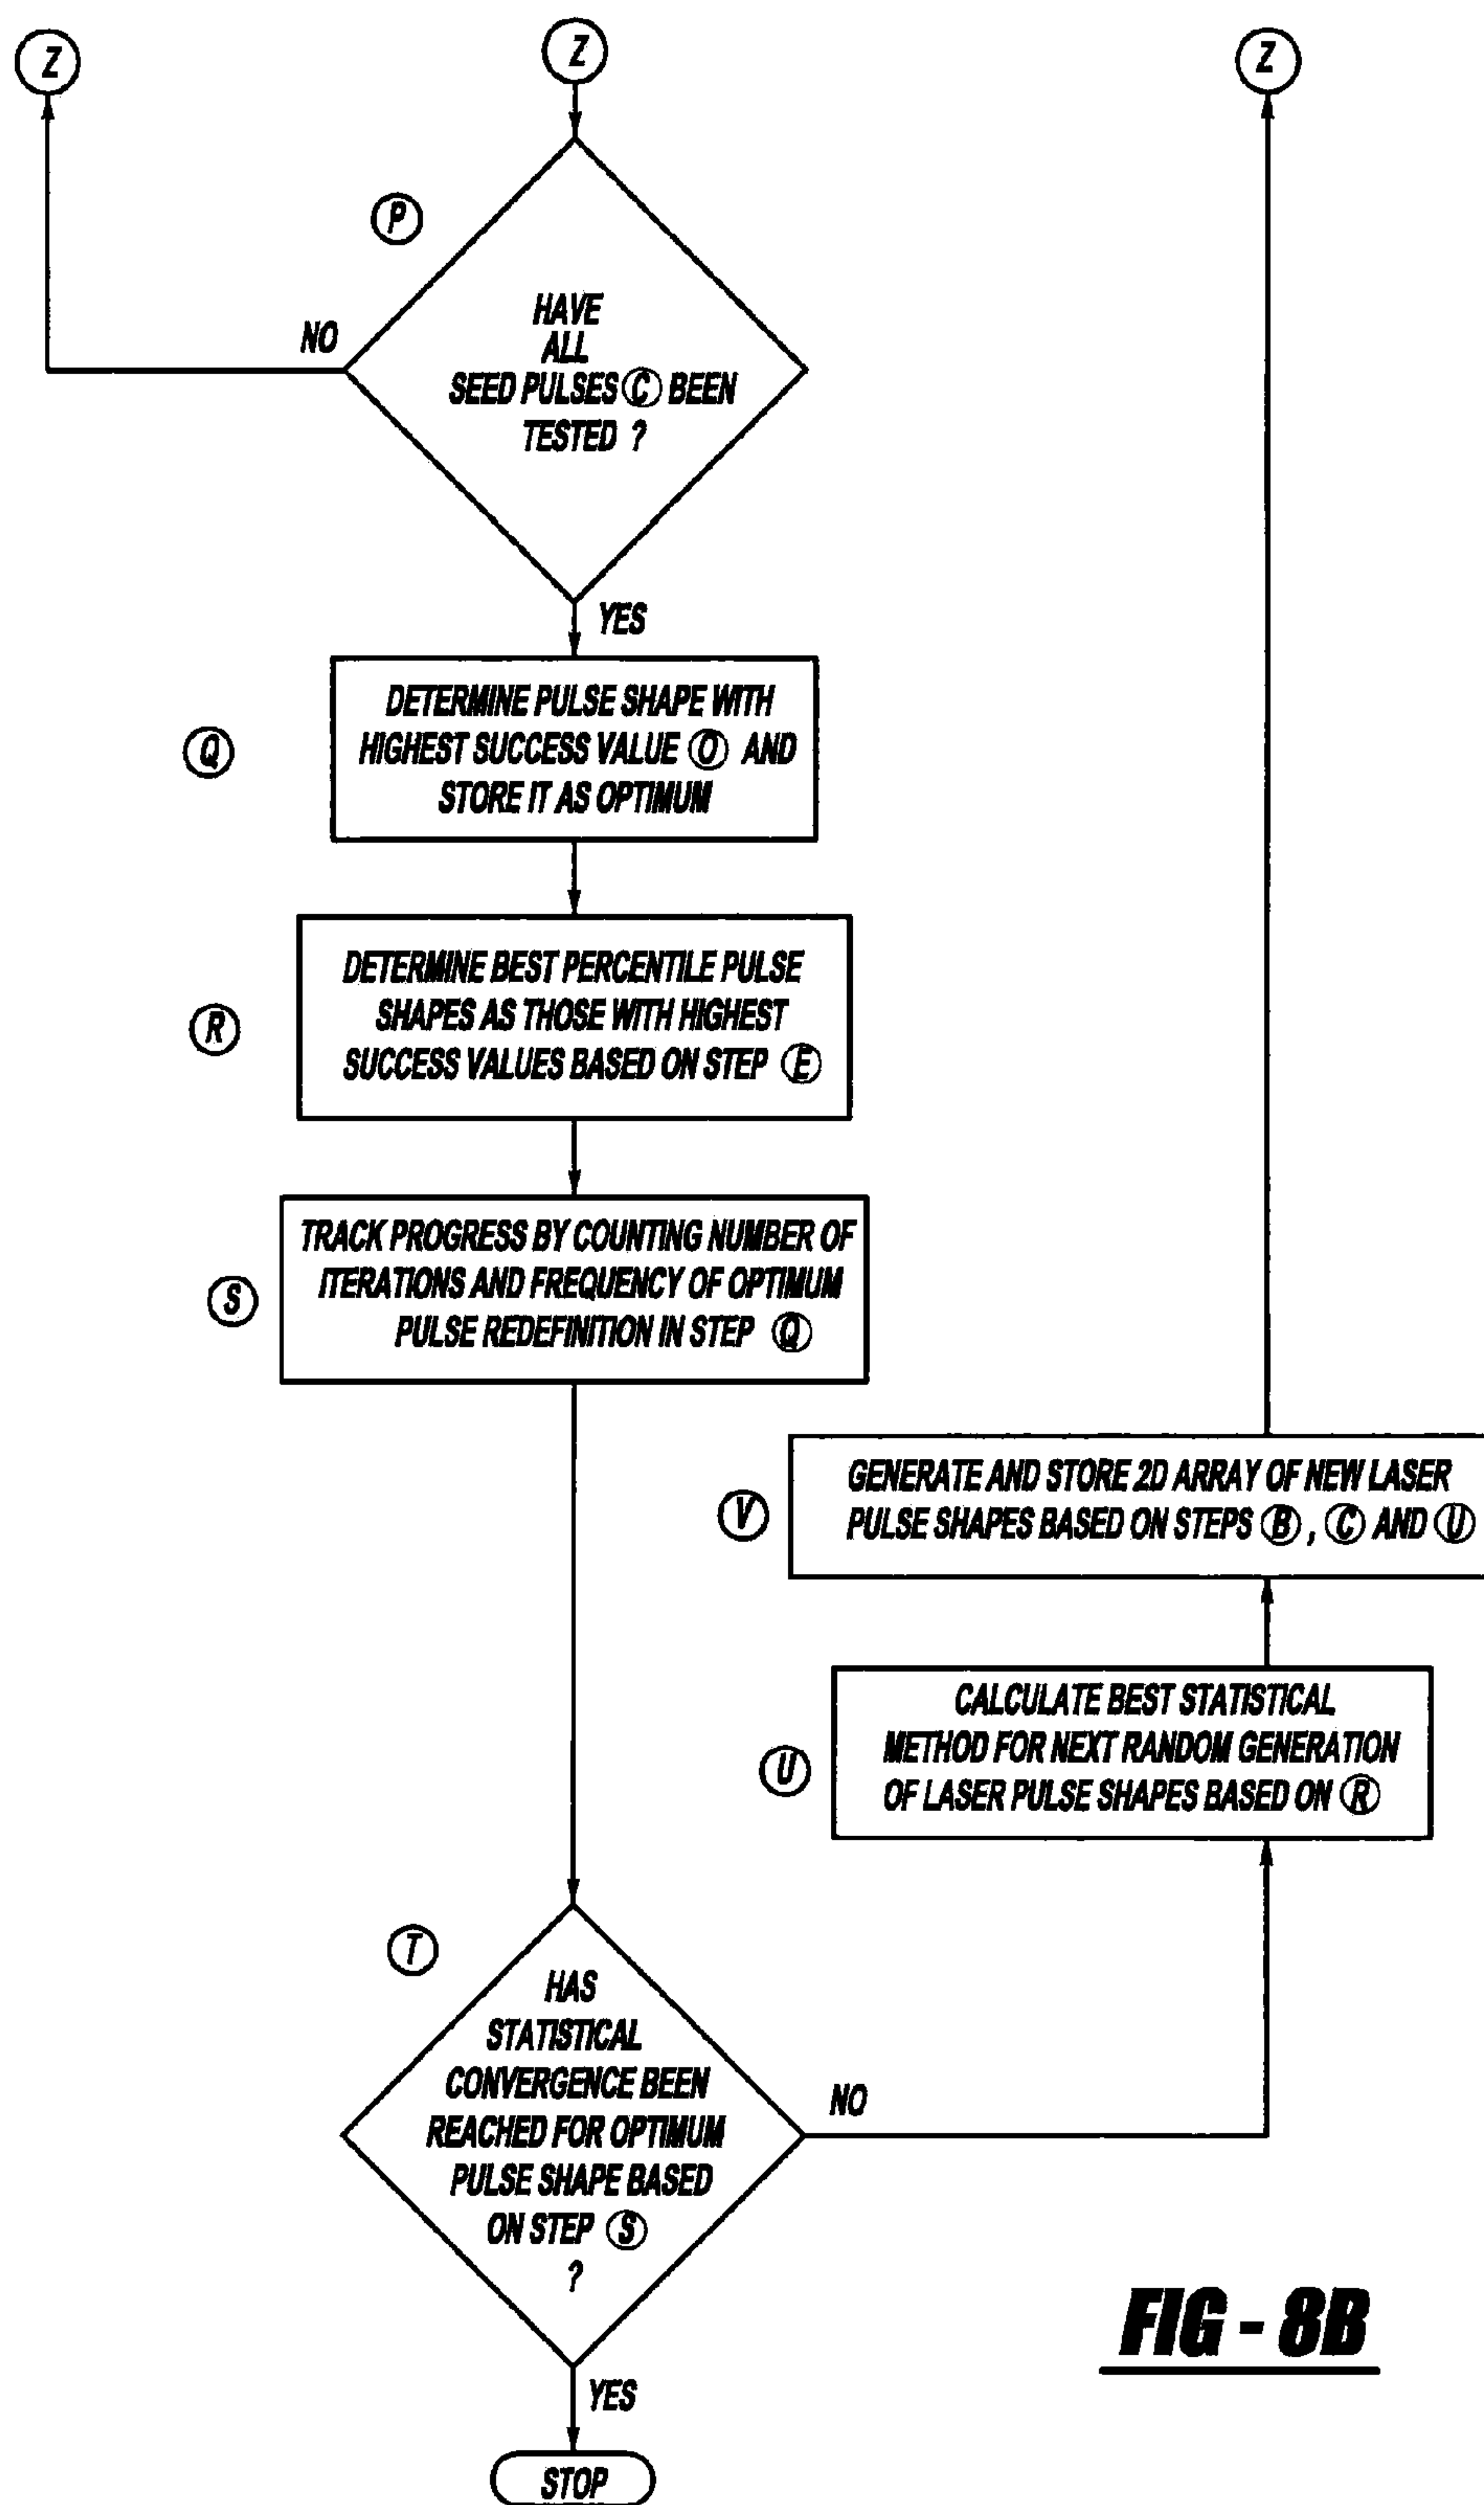 Z
Z
Z
P
HAVE
ALL
SEED PULSES C BEEN
TESTED ?
NO
YES
Q
DETERMINE PULSE SHAPE WITH
HIGHEST SUCCESS VALUE O AND
STORE IT AS OPTIMUM
R
DETERMINE BEST PERCENTILE PULSE
SHAPES AS THOSE WITH HIGHEST
SUCCESS VALUES BASED ON STEP E
S
TRACK PROGRESS BY COUNTING NUMBER OF
ITERATIONS AND FREQUENCY OF OPTIMUM
PULSE REDEFINITION IN STEP Q
V
GENERATE AND STORE 2D ARRAY OF NEW LASER
PULSE SHAPES BASED ON STEPS B , C AND U
U
CALCULATE BEST STATISTICAL
METHOD FOR NEXT RANDOM GENERATION
OF LASER PULSE SHAPES BASED ON R
T
HAS
STATISTICAL
CONVERGENCE BEEN
REACHED FOR OPTIMUM
PULSE SHAPE BASED
ON STEP S
?
NO
YES
STOP
FIG - 8B